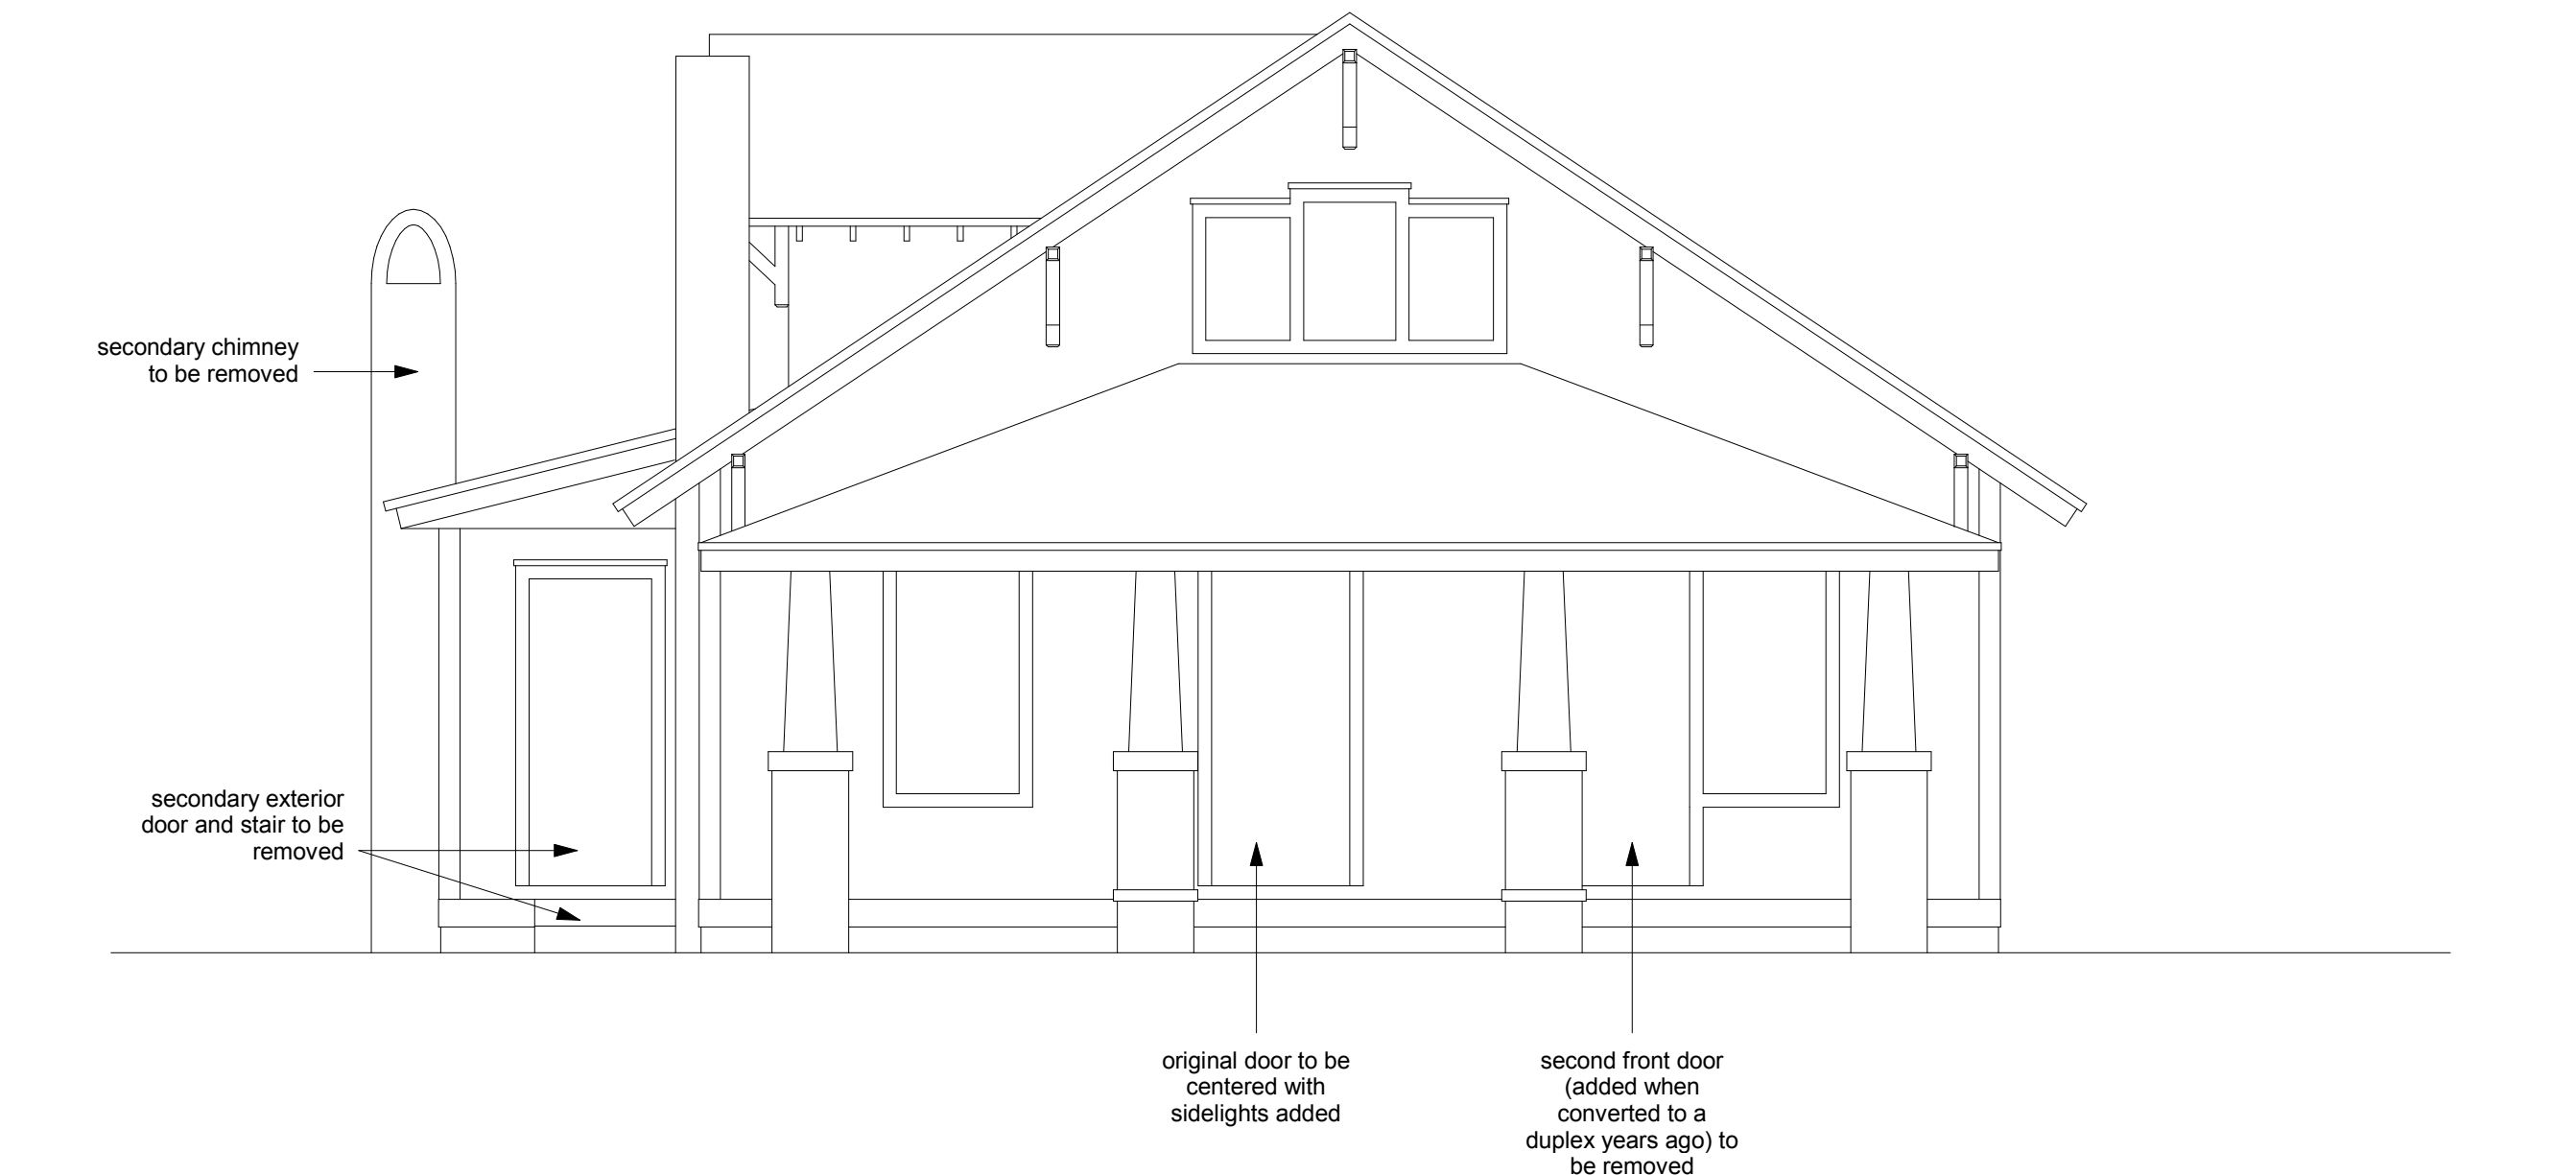 secondary chimney
to be removed
secondary exterior
door and stair to be
removed
original door to be
centered with
sidelights added
second front door
(added when
converted to a
duplex years ago) to
be removed